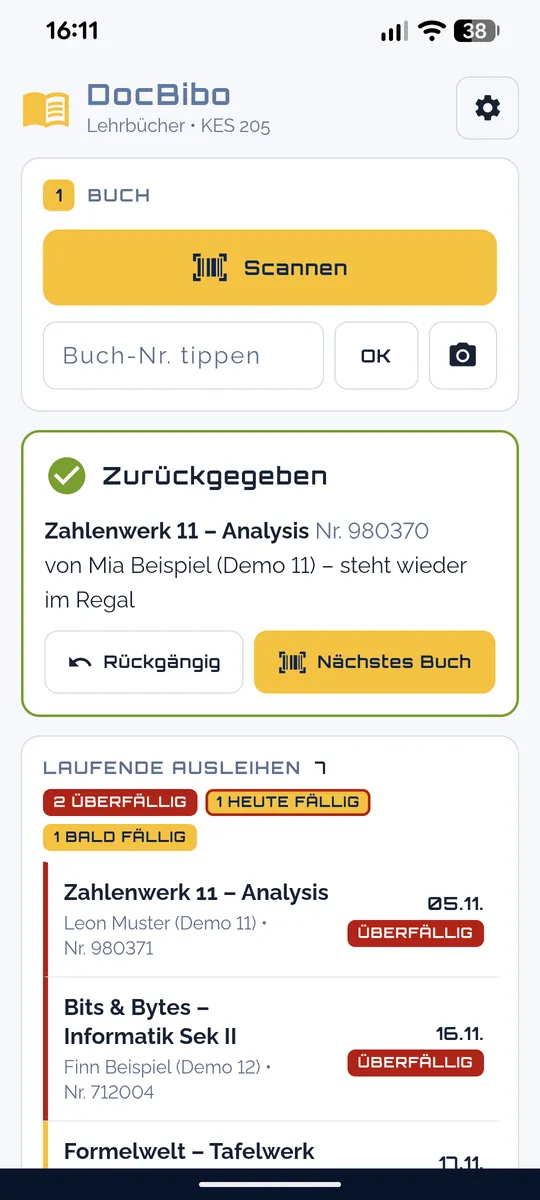 16:11
38
DocBibo
Lehrbücher • KES 205
1 BUCH
Scannen
Buch-Nr. tippen
OK
Zurückgegeben
Zahlenwerk 11 – Analysis Nr. 980370
von Mia Beispiel (Demo 11) – steht wieder
im Regal
Rückgängig
Nächstes Buch
LAUFENDE AUSLEIHEN 7
2 ÜBERFÄLLIG
1 HEUTE FÄLLIG
1 BALD FÄLLIG
Zahlenwerk 11 – Analysis
05.11.
Leon Muster (Demo 11) •
Nr. 980371
ÜBERFÄLLIG
Bits & Bytes –
Informatik Sek II
16.11.
Finn Beispiel (Demo 12) •
Nr. 712004
ÜBERFÄLLIG
Formelwelt – Tafelwerk
17.11.